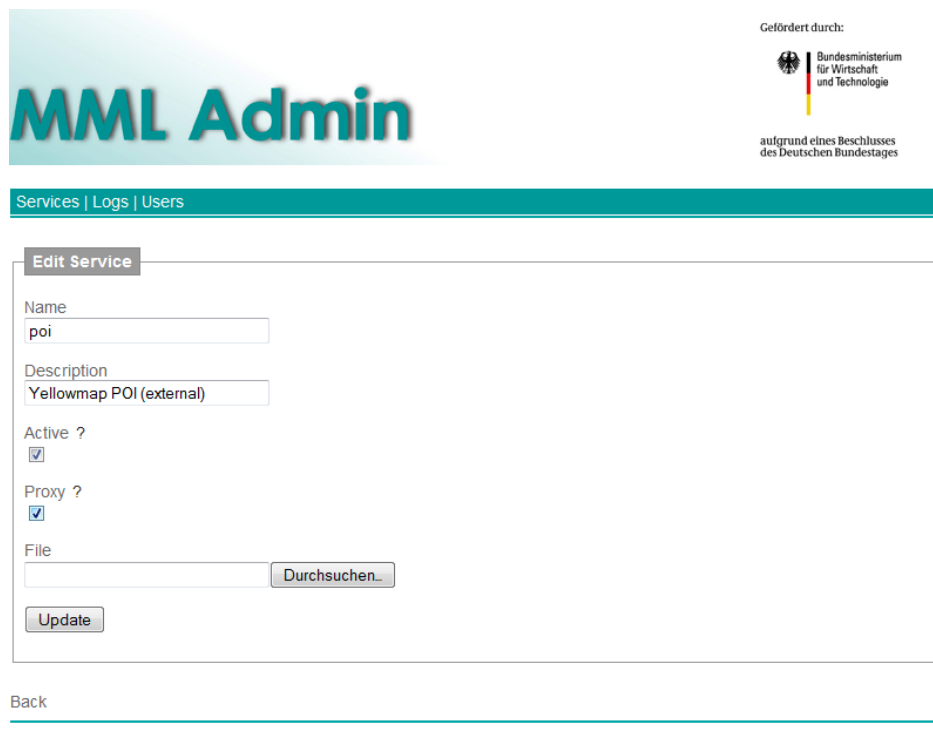 Gefördert durch:
Bundesministerium
für Wirtschaft
und Technologie
aufgrund eines Beschlusses
des Deutschen Bundestages
MML Admin
Services | Logs | Users
Edit Service
Name
poi
Description
Yellowmap POI (external)
Active ?
Proxy ?
File
Durchsuchen...
Update
Back